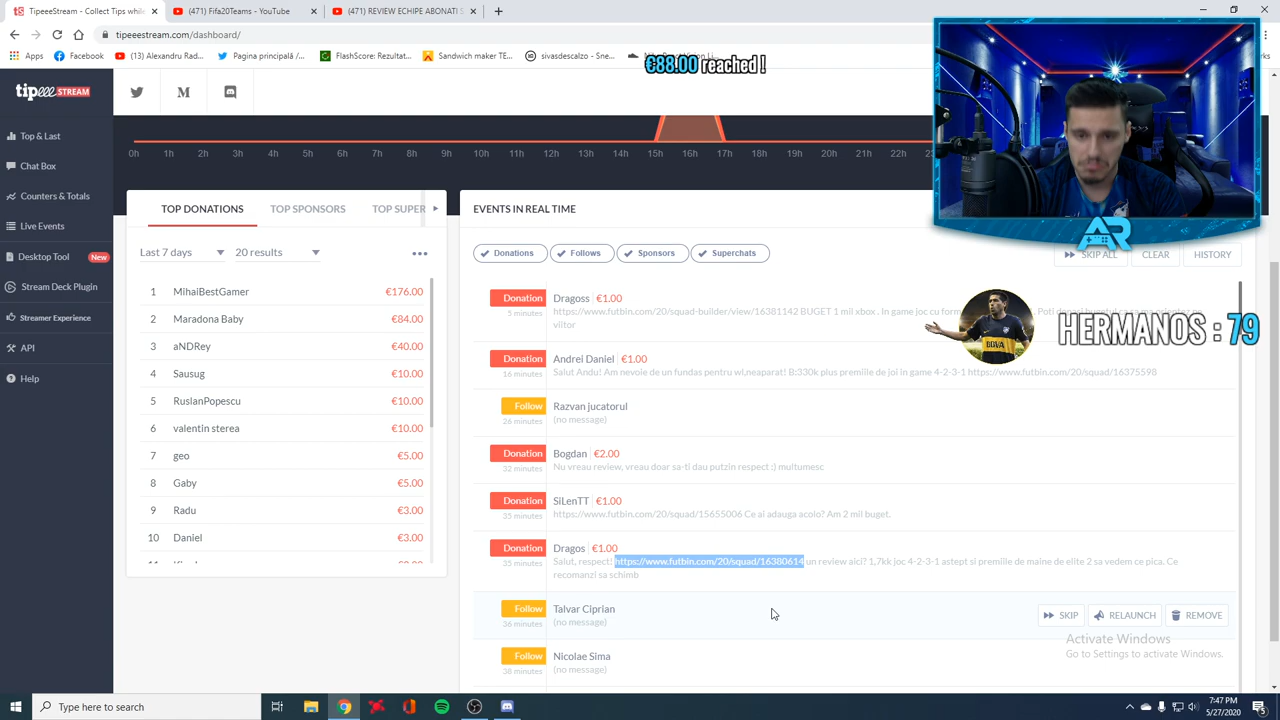 TipeeeStream
(471) Fifa20Tots - YouTube
(471) REVIEW ECHIPE ABONATI SI
tipeeestream.com/dashboard
Apps
Facebook
(13) Alexandru Rad...
Pagina principală /...
FlashScore: Rezultat...
Sandwich maker TE...
sivasdescalzo - Sne...
€88.00 reached !
tipeee STREAM
Top & Last
Chat Box
Counters & Totals
Live Events
Desktop Tool
New
Stream Deck Plugin
Streamer Experience
API
Help
0h 1h 2h 3h 4h 5h 6h 7h 8h 9h 10h 11h 12h 13h 14h 15h 16h 17h 18h 19h 20h 21h 22h
TOP DONATIONS
TOP SPONSORS
TOP SUPER
Last 7 days
20 results
1 MihaiBestGamer €176.00
2 Maradona Baby €84.00
3 aNDRey €40.00
4 Sausug €10.00
5 RuslanPopescu €10.00
6 valentin sterea €10.00
7 geo €5.00
8 Gaby €5.00
9 Radu €3.00
10 Daniel €3.00
EVENTS IN REAL TIME
Donations
Follows
Sponsors
Superchats
SKIP ALL
CLEAR
HISTORY
AR
HERMANOS : 79
Donation
5 minutes
Dragoss €1.00
https://www.futbin.com/20/squad-builder/view/16381142 BUGET 1 mil xbox . In game joc cu form
viitor
Donation
16 minutes
Andrei Daniel €1.00
Salut Andu! Am nevoie de un fundas pentru wl,neaparat! B:330k plus premiile de joi in game 4-2-3-1 https://www.futbin.com/20/squad/16375598
Follow
26 minutes
Razvan jucatorul
(no message)
Donation
32 minutes
Bogdan €2.00
Nu vreau review, vreau doar sa-ti dau putzin respect ;) multumesc
Donation
35 minutes
SiLenTT €1.00
https://www.futbin.com/20/squad/15655006 Ce ai adauga acolo? Am 2 mil buget.
Donation
35 minutes
Dragos €1.00
Salut, respect! https://www.futbin.com/20/squad/16380614 un review aici? 1,7kk joc 4-2-3-1 astept si premiile de maine de elite 2 sa vedem ce pica. Ce
recomanzi sa schimb
Follow
36 minutes
Talvar Ciprian
(no message)
SKIP
RELAUNCH
REMOVE
Follow
38 minutes
Nicolae Sima
(no message)
Activate Windows
Go to Settings to activate Windows.
Type here to search
7:47 PM
5/27/2020